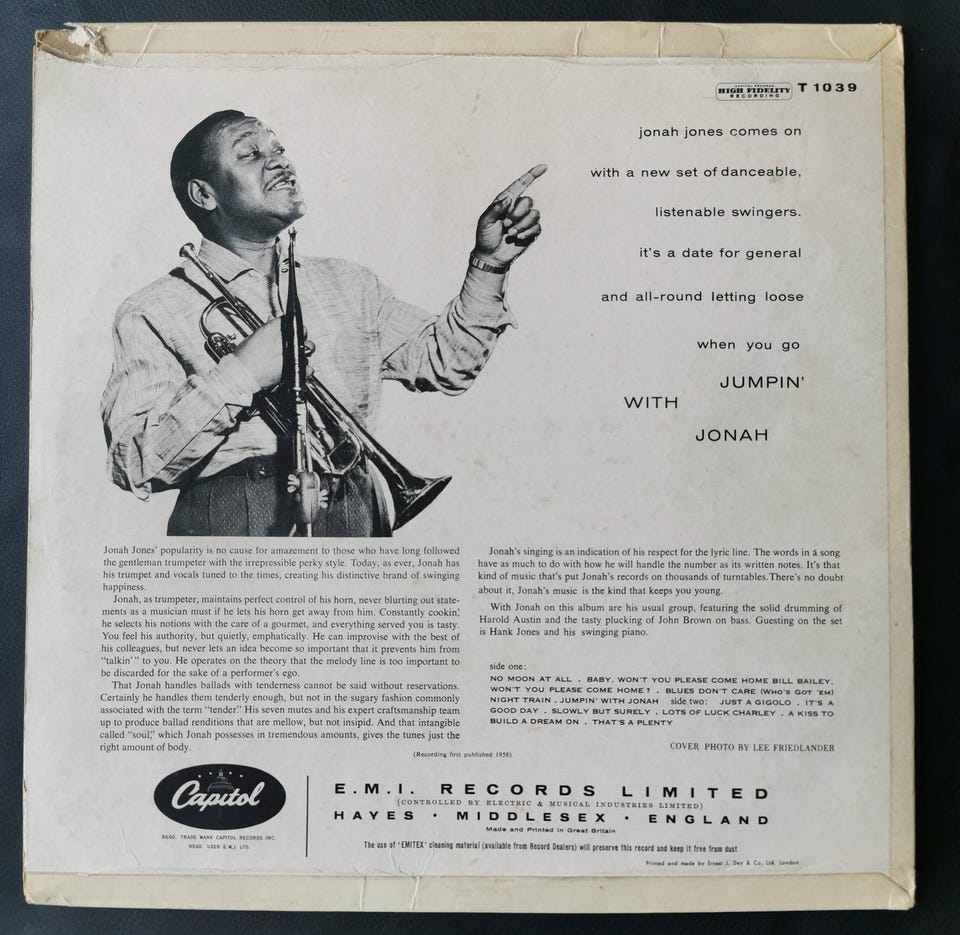 CAPITOL RECORDS
HIGH FIDELITY
RECORDING
T 1039
jonah jones comes on
with a new set of danceable,
listenable swingers.
it's a date for general
and all-round letting loose
when you go
JUMPIN'
WITH
JONAH
Jonah Jones' popularity is no cause for amazement to those who have long followed
the gentleman trumpeter with the irrepressible perky style. Today, as ever, Jonah has
his trumpet and vocals tuned to the times, creating his distinctive brand of swinging
happiness.
Jonah, as trumpeter, maintains perfect control of his horn, never blurting out state-
ments as a musician must if he lets his horn get away from him. Constantly cookin,'
he selects his notions with the care of a gourmet, and everything served you is tasty.
You feel his authority, but quietly, emphatically. He can improvise with the best of
his colleagues, but never lets an idea become so important that it prevents him from
"talkin'" to you. He operates on the theory that the melody line is too important to
be discarded for the sake of a performer's ego.
That Jonah handles ballads with tenderness cannot be said without reservations.
Certainly he handles them tenderly enough, but not in the sugary fashion commonly
associated with the term "tender." His seven mutes and his expert craftsmanship team
up to produce ballad renditions that are mellow, but not insipid. And that intangible
called "soul," which Jonah possesses in tremendous amounts, gives the tunes just the
right amount of body.
Jonah's singing is an indication of his respect for the lyric line. The words in a song
have as much to do with how he will handle the number as its written notes. It's that
kind of music that's put Jonah's records on thousands of turntables. There's no doubt
about it, Jonah's music is the kind that keeps you young.
With Jonah on this album are his usual group, featuring the solid drumming of
Harold Austin and the tasty plucking of John Brown on bass. Guesting on the set
is Hank Jones and his swinging piano.
side one:
NO MOON AT ALL . BABY, WON'T YOU PLEASE COME HOME BILL BAILEY,
WON'T YOU PLEASE COME HOME? . BLUES DON'T CARE (WHO'S GOT 'EM)
NIGHT TRAIN . JUMPIN' WITH JONAH side two: JUST A GIGOLO . IT'S A
GOOD DAY . SLOWLY BUT SURELY . LOTS OF LUCK CHARLEY . A KISS TO
BUILD A DREAM ON . THAT'S A PLENTY
COVER PHOTO BY LEE FRIEDLANDER
(Recording first published 1958)
Capitol
REGD. TRADE MARK CAPITOL RECORDS INC.
REGD. USER E.M.I. LTD.
E.M.I. RECORDS LIMITED
(CONTROLLED BY ELECTRIC & MUSICAL INDUSTRIES LIMITED)
HAYES · MIDDLESEX · ENGLAND
Made and Printed in Great Britain
The use of 'EMITEX' cleaning material (available from Record Dealers) will preserve this record and keep it free from dust
Printed and made by Ernest J. Day & Co., Ltd. London